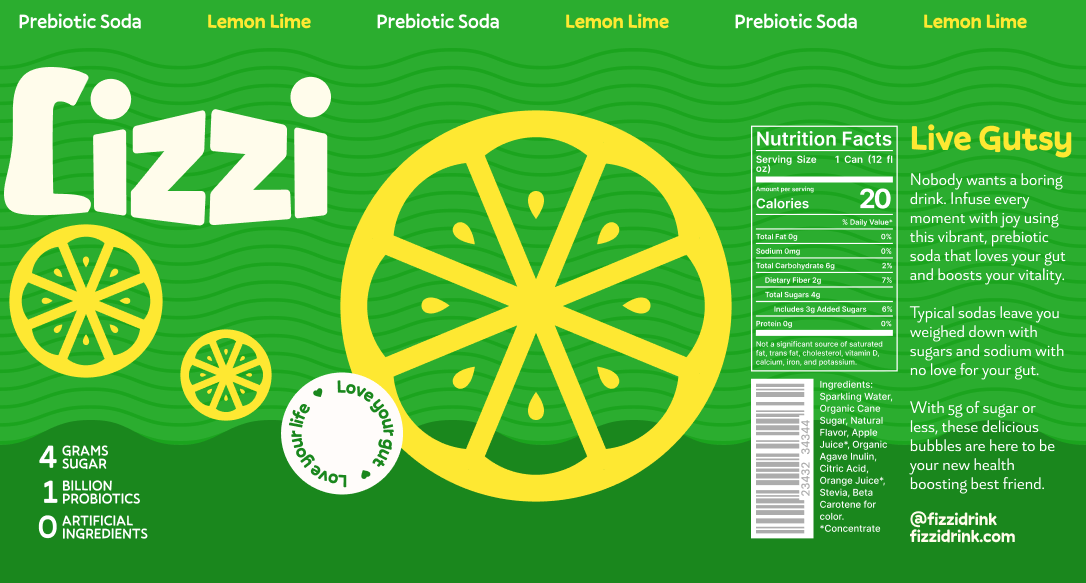 Prebiotic Soda Lemon Lime Prebiotic Soda Lemon Lime Prebiotic Soda Lemon Lime
Fizzi
4 GRAMS
SUGAR
1 BILLION
PROBIOTICS
0 ARTIFICIAL
INGREDIENTS
Love your gut
Love your life
Nutrition Facts
Serving Size 1 Can (12 fl
oz)
Amount per serving
Calories 20
% Daily Value*
Total Fat 0g 0%
Sodium 0mg 0%
Total Carbohydrate 6g 2%
Dietary Fiber 2g 7%
Total Sugars 4g
Includes 3g Added Sugars 6%
Protein 0g 0%
Not a significant source of saturated
fat, trans fat, cholesterol, vitamin D,
calcium, iron, and potassium.
23432 34344
Ingredients:
Sparkling Water,
Organic Cane
Sugar, Natural
Flavor, Apple
Juice*, Organic
Agave Inulin,
Citric Acid,
Orange Juice*,
Stevia, Beta
Carotene for
color.
*Concentrate
Live Gutsy
Nobody wants a boring
drink. Infuse every
moment with joy using
this vibrant, prebiotic
soda that loves your gut
and boosts your vitality.
Typical sodas leave you
weighed down with
sugars and sodium with
no love for your gut.
With 5g of sugar or
less, these delicious
bubbles are here to be
your new health
boosting best friend.
@fizzidrink
fizzidrink.com